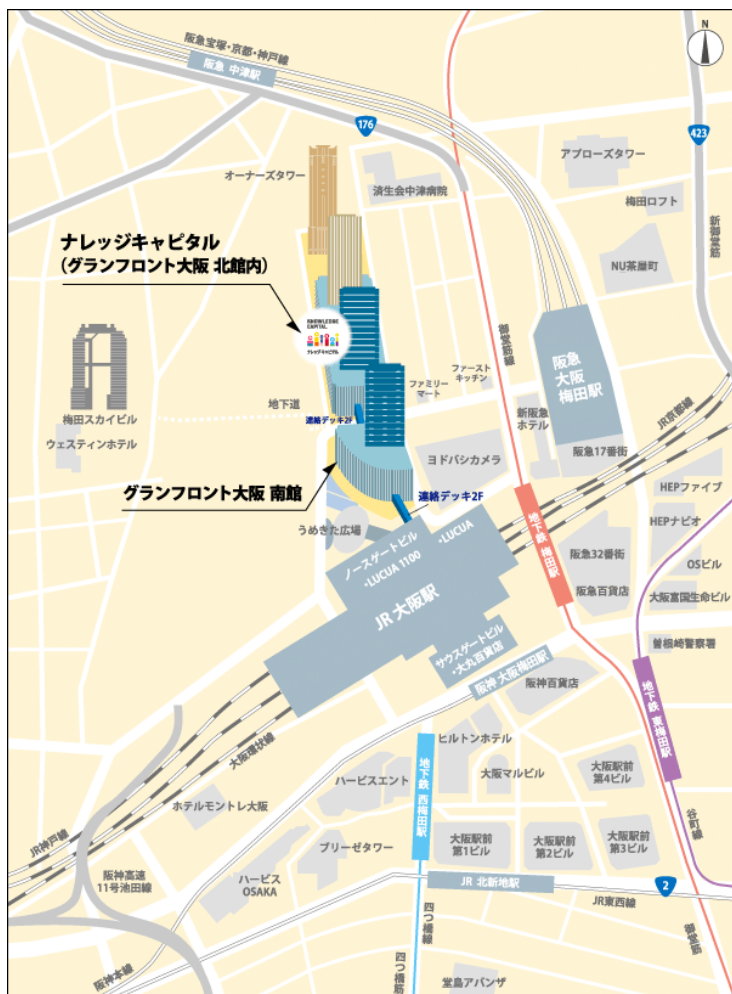 阪急宝塚・京都・神戸線
阪急 中津駅
N
176
423
オーナーズタワー
済生会中津病院
アプローズタワー
梅田ロフト
新御堂筋
NU茶屋町
ナレッジキャピタル
(グランフロント大阪 北館内)
KNOWLEDGE
CAPITAL
ナレッジキャピタル
御堂筋線
阪急
大阪
梅田駅
ファースト
キッチン
ファミリー
マート
新阪急
ホテル
JR京都線
地下道
連絡デッキ2F
梅田スカイビル
ウェスティンホテル
ヨドバシカメラ
阪急17番街
グランフロント大阪 南館
連絡デッキ2F
HEPファイブ
うめきた広場
ノースゲートビル
・LUCUA 1100
・LUCUA
地下鉄 梅田駅
HEPナビオ
阪急32番街
OSビル
阪急百貨店
大阪富国生命ビル
JR 大阪駅
サウスゲートビル
・大丸百貨店
曽根崎警察署
阪神 大阪梅田駅
阪神百貨店
地下鉄 東梅田駅
大阪環状線
ヒルトンホテル
地下鉄 西梅田駅
ハービスエント
大阪マルビル
大阪駅前
第4ビル
ホテルモントレ大阪
JR神戸線
ブリーゼタワー
大阪駅前
第1ビル
大阪駅前
第2ビル
大阪駅前
第3ビル
谷町線
阪神高速
11号池田線
ハービス
OSAKA
JR 北新地駅
2
JR東西線
四つ橋線
御堂筋
阪神本線
四つ橋筋
堂島アバンザ